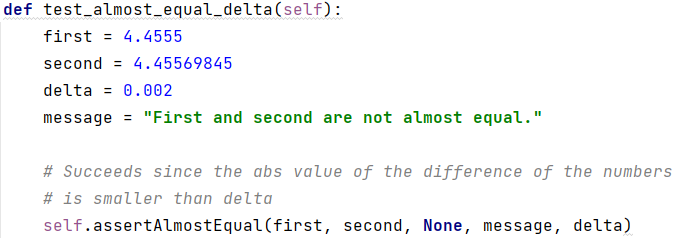 def test_almost_equal_delta(self):
    first = 4.4555
    second = 4.45569845
    delta = 0.002
    message = "First and second are not almost equal."

    # Succeeds since the abs value of the difference of the numbers
    # is smaller than delta
    self.assertAlmostEqual(first, second, None, message, delta)